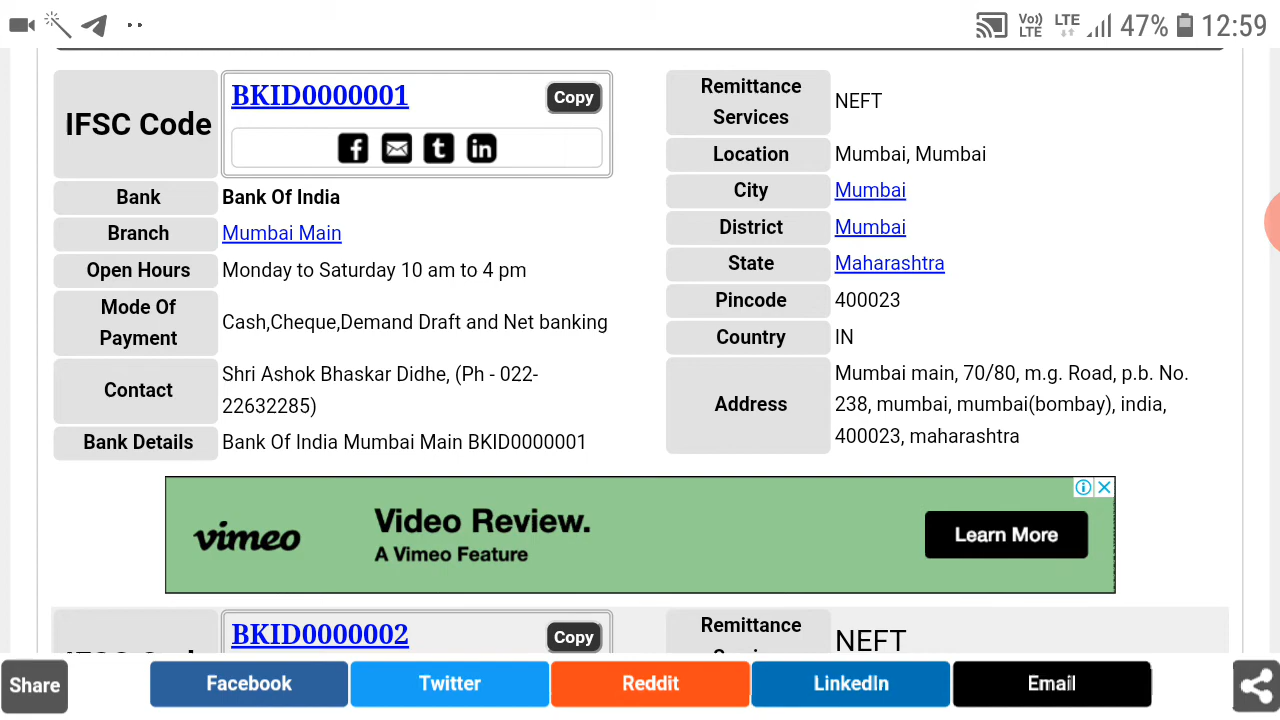 Vo))
LTE
LTE
47%
12:59
IFSC Code
BKID0000001
Copy
Bank
Bank Of India
Branch
Mumbai Main
Open Hours
Monday to Saturday 10 am to 4 pm
Mode Of
Payment
Cash,Cheque,Demand Draft and Net banking
Contact
Shri Ashok Bhaskar Didhe, (Ph - 022-
22632285)
Bank Details
Bank Of India Mumbai Main BKID0000001
Remittance
Services
NEFT
Location
Mumbai, Mumbai
City
Mumbai
District
Mumbai
State
Maharashtra
Pincode
400023
Country
IN
Address
Mumbai main, 70/80, m.g. Road, p.b. No.
238, mumbai, mumbai(bombay), india,
400023, maharashtra
vimeo
Video Review.
A Vimeo Feature
Learn More
BKID0000002
Copy
Remittance
NEFT
Share
Facebook
Twitter
Reddit
LinkedIn
Email